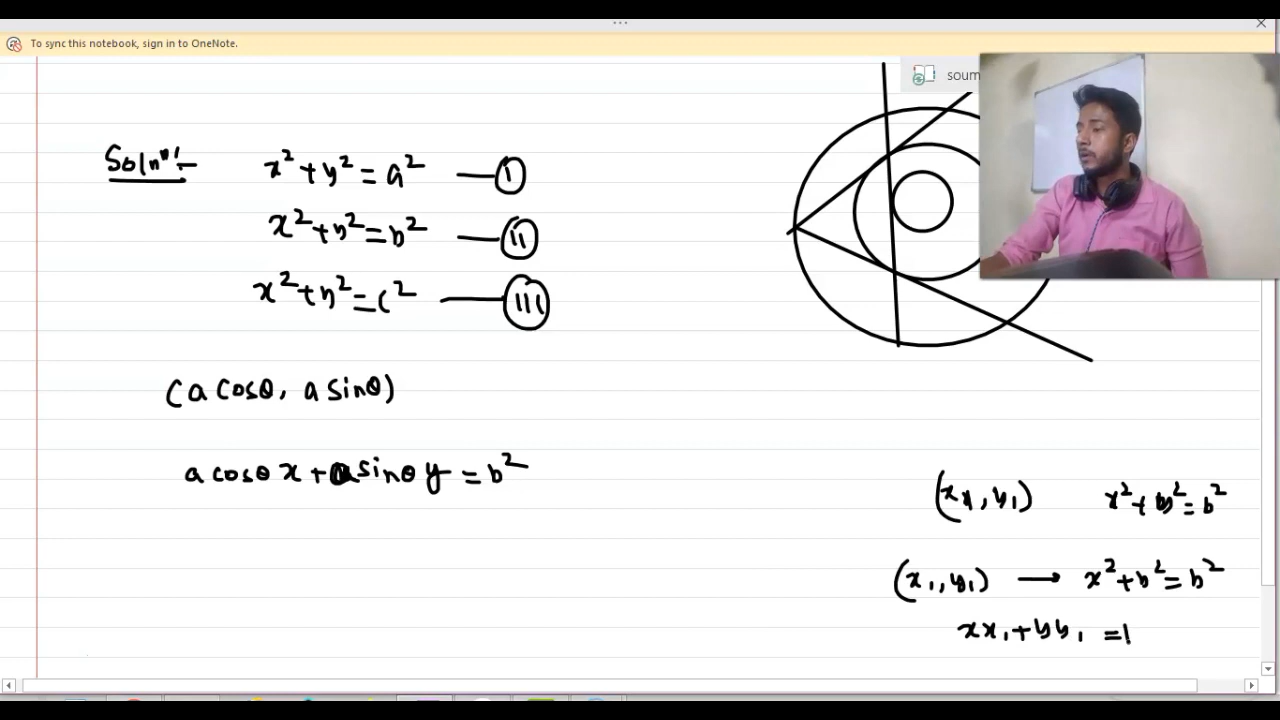 To sync this notebook, sign in to OneNote.
soum
Soln":-
x² + y² = a² — (i)
x² + y² = b² — (ii)
x² + y² = c² — (iii)
(a cosθ, a sinθ)
a cosθ x + a sinθ y = b²
(x₁, y₁) x² + y² = b²
(x₁, y₁) → x² + y² = b²
xx₁ + yy₁ =